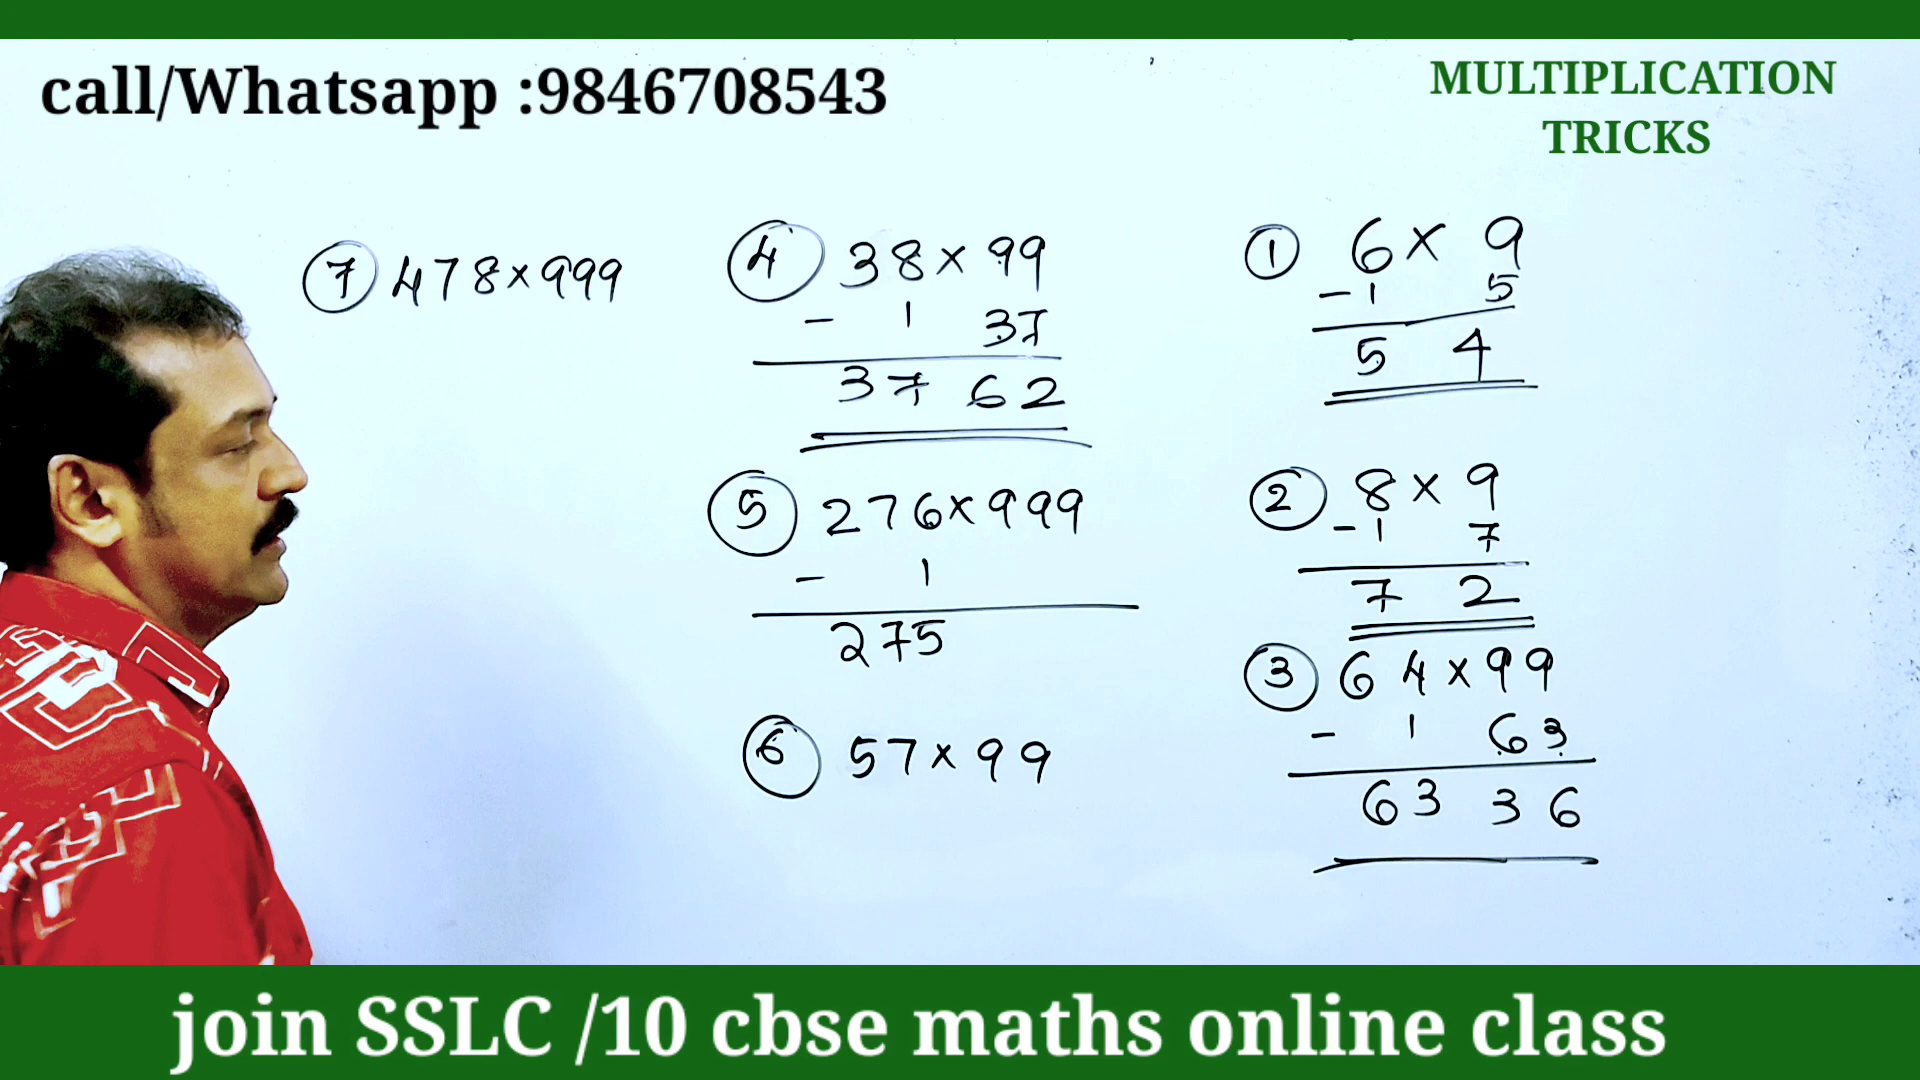 call/Whatsapp :9846708543
MULTIPLICATION
TRICKS
① 6 × 9
- 1 5
5 4
② 8 × 9
- 1 7
7 2
③ 64 × 99
- 1 63
63 36
④ 38 × 99
- 1 37
37 62
⑤ 276 × 999
- 1
275
⑥ 57 × 99
⑦ 478 × 999
join SSLC /10 cbse maths online class